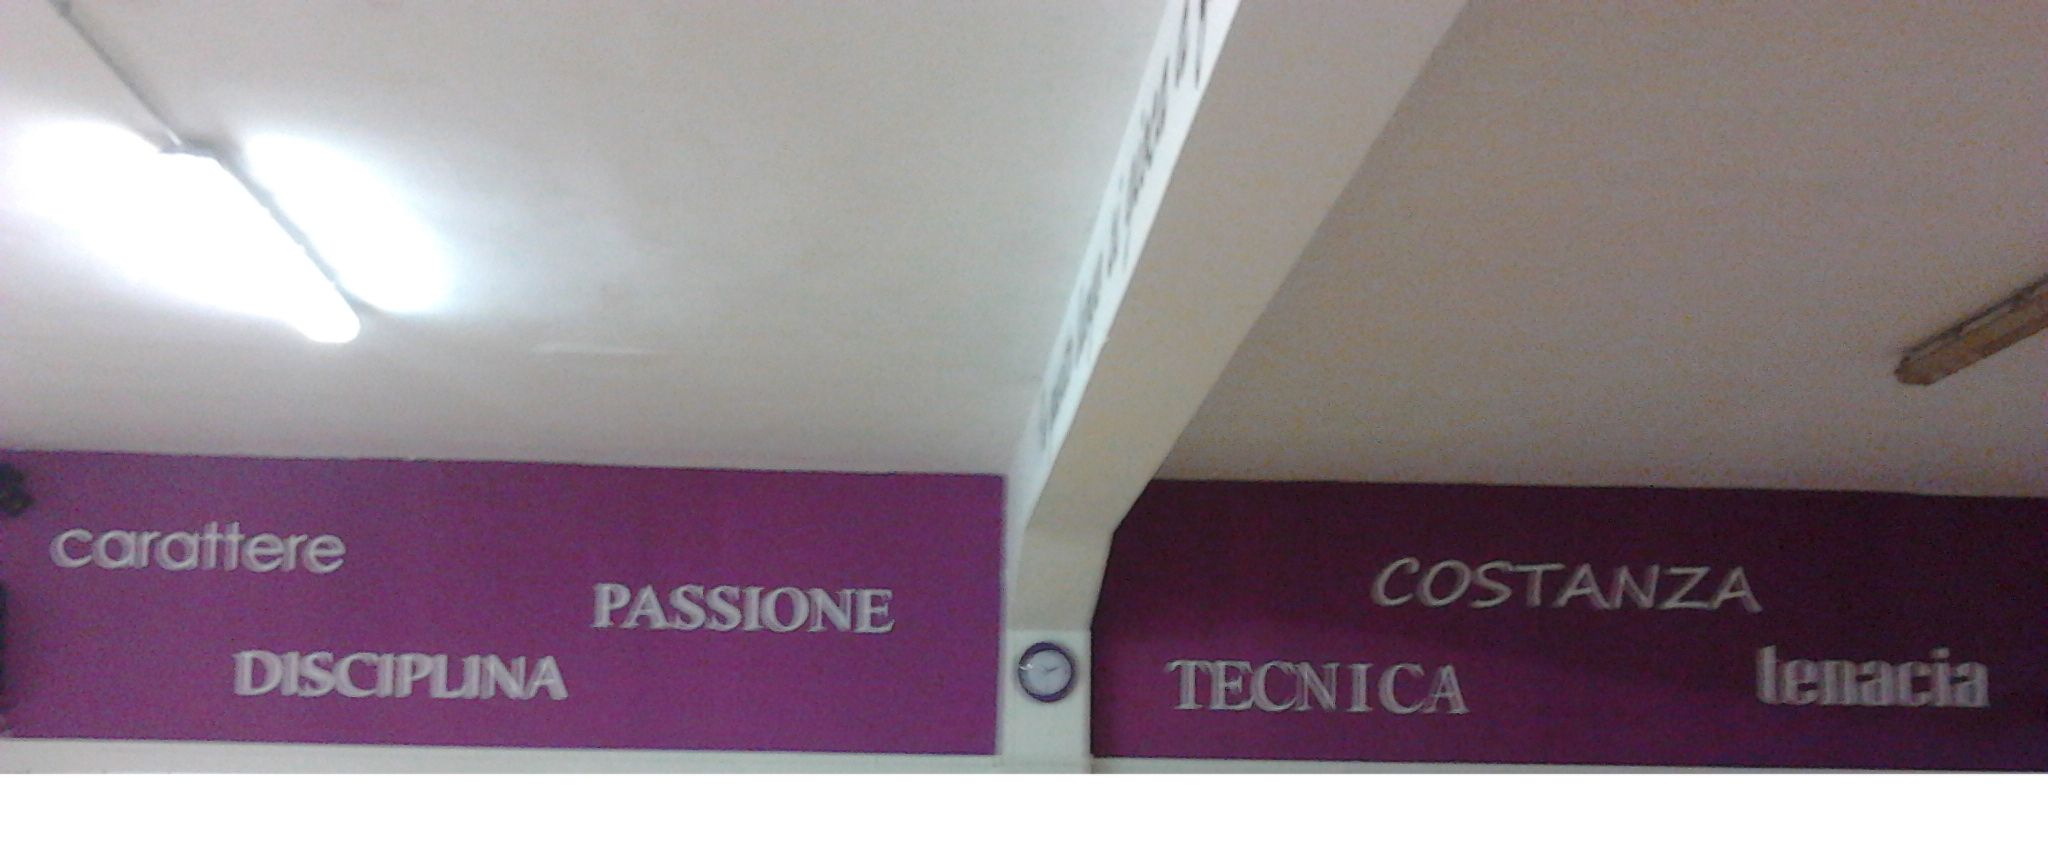 carattere
PASSIONE
DISCIPLINA
COSTANZA
TECNICA
tenacia